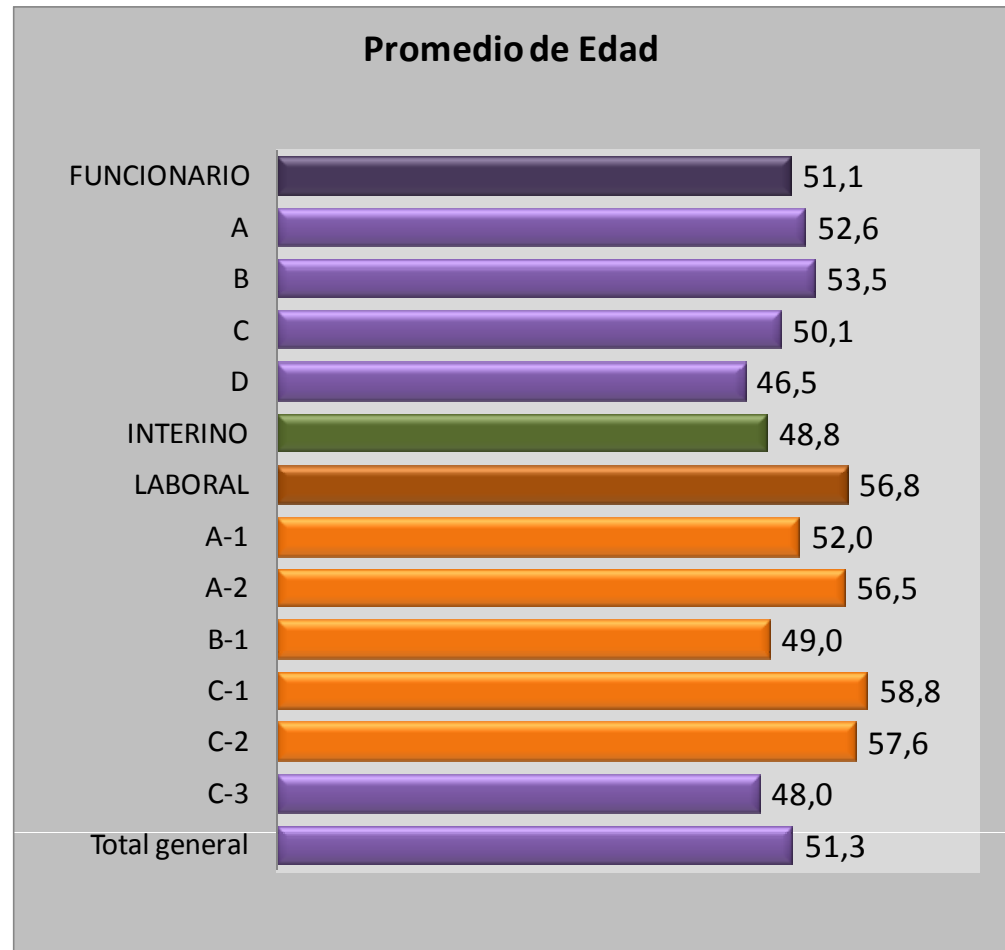 Promedio de Edad
FUNCIONARIO 51,1
A 52,6
B 53,5
C 50,1
D 46,5
INTERINO 48,8
LABORAL 56,8
A-1 52,0
A-2 56,5
B-1 49,0
C-1 58,8
C-2 57,6
C-3 48,0
Total general 51,3